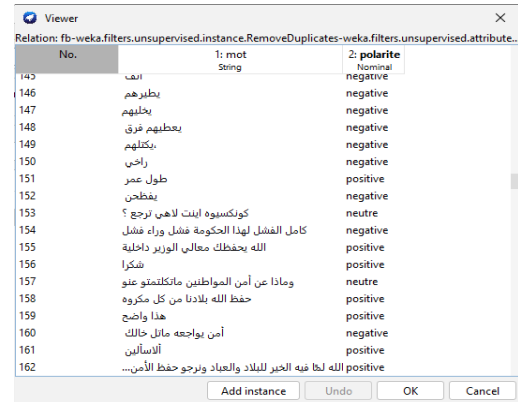 Viewer
Relation: fb-weka.filters.unsupervised.instance.RemoveDuplicates-weka.filters.unsupervised.attribute...
No. 1: mot 2: polarite
String Nominal
145 negative
146 يطيرهم negative
147 يخليهم negative
148 يعطيهم فرق negative
149 ،يكتلهم negative
150 راخي negative
151 طول عمر positive
152 يفظحن negative
153 كونكسيوه اينت لاهي ترجع ؟ neutre
154 كامل الفشل لهذا الحكومة فشل وراء فشل negative
155 الله يحفظك معالي الوزير داخلية positive
156 شكرا positive
157 وماذا عن أمن المواطنين ماتكلتمتو عنو neutre
158 حفظ الله بلادنا من كل مكروه positive
159 هذا واضح positive
160 أمن يواجعه ماتل خالك negative
161 ألاسألين positive
162 الله لما فيه الخير للبلاد والعباد ونرجو حفظ الأمن... positive
Add instance Undo OK Cancel